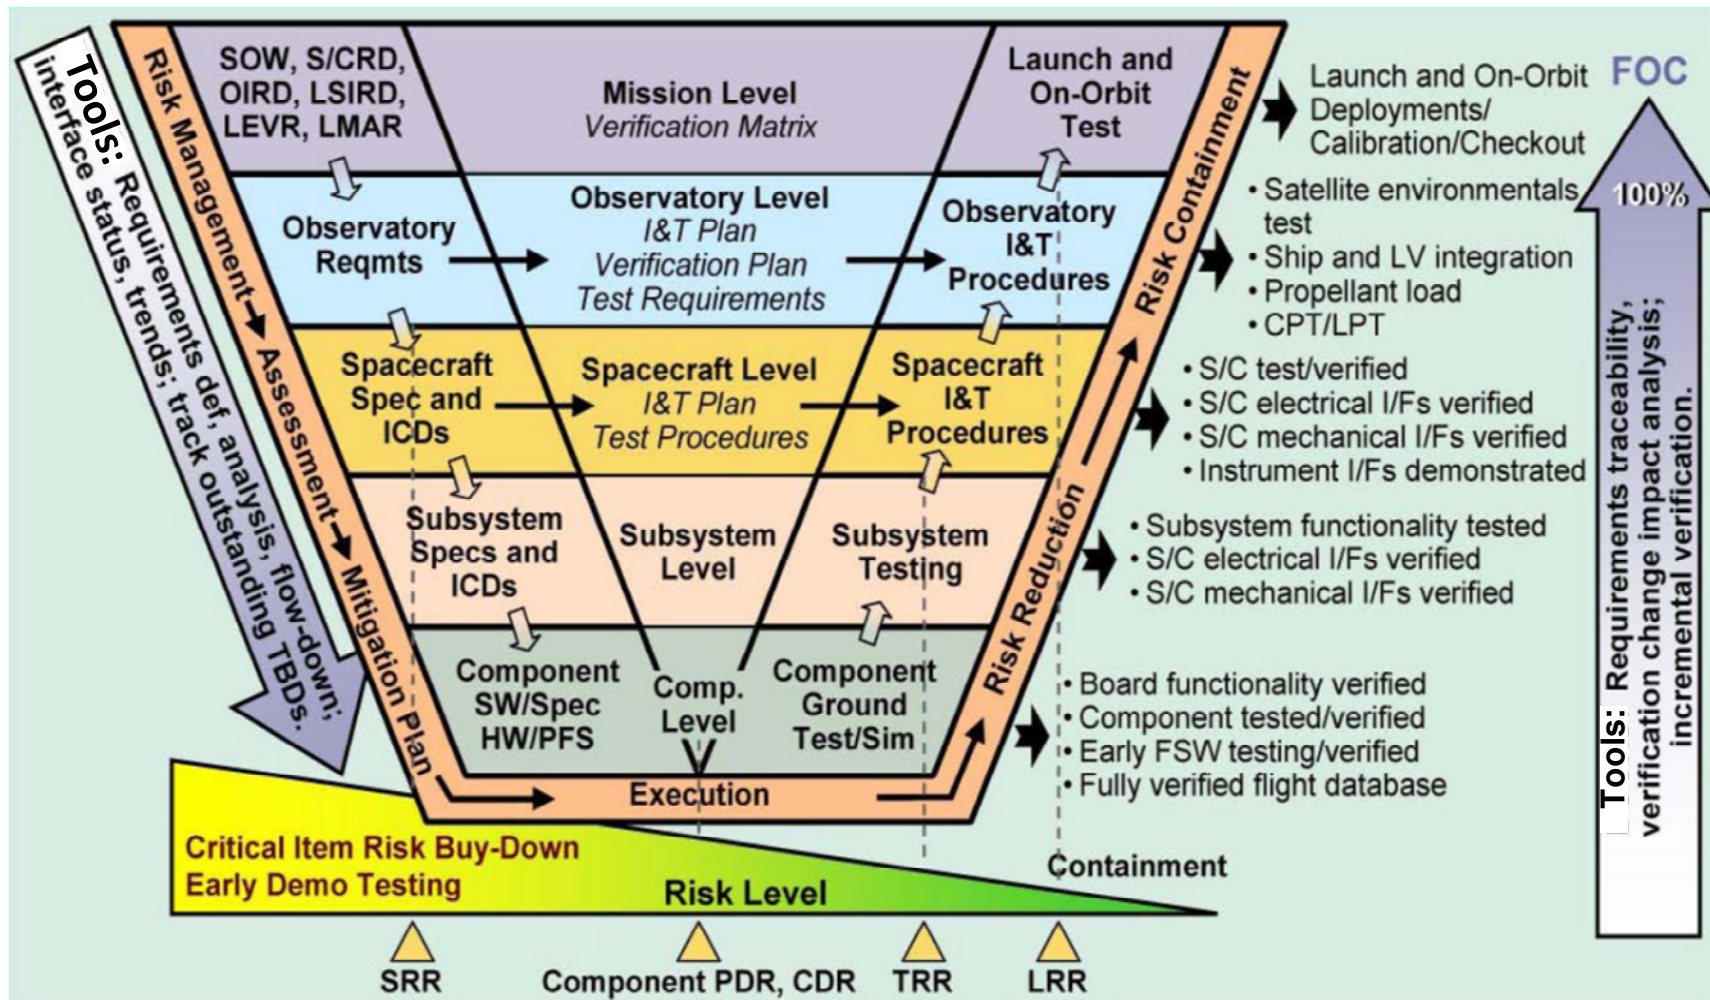 Tools: Requirements def, analysis, flow-down;
interface status, trends; track outstanding TBDs.
Risk Management
Assessment
Mitigation Plan
Execution
Risk Reduction
Risk Containment
SOW, S/CRD,
OIRD, LSIRD,
LEVR, LMAR
Mission Level
Verification Matrix
Launch and
On-Orbit
Test
Observatory
Reqmts
Observatory Level
I&T Plan
Verification Plan
Test Requirements
Observatory
I&T
Procedures
Spacecraft
Spec and
ICDs
Spacecraft Level
I&T Plan
Test Procedures
Spacecraft
I&T
Procedures
Subsystem
Specs and
ICDs
Subsystem
Level
Subsystem
Testing
Component
SW/Spec
HW/PFS
Comp.
Level
Component
Ground
Test/Sim
Launch and On-Orbit
Deployments/
Calibration/Checkout
• Satellite environmentals
test
• Ship and LV integration
• Propellant load
• CPT/LPT
• S/C test/verified
• S/C electrical I/Fs verified
• S/C mechanical I/Fs verified
• Instrument I/Fs demonstrated
• Subsystem functionality tested
• S/C electrical I/Fs verified
• S/C mechanical I/Fs verified
• Board functionality verified
• Component tested/verified
• Early FSW testing/verified
• Fully verified flight database
FOC
100%
Tools: Requirements traceability,
verification change impact analysis;
incremental verification.
Critical Item Risk Buy-Down
Early Demo Testing
Risk Level
Containment
SRR
Component PDR, CDR
TRR
LRR